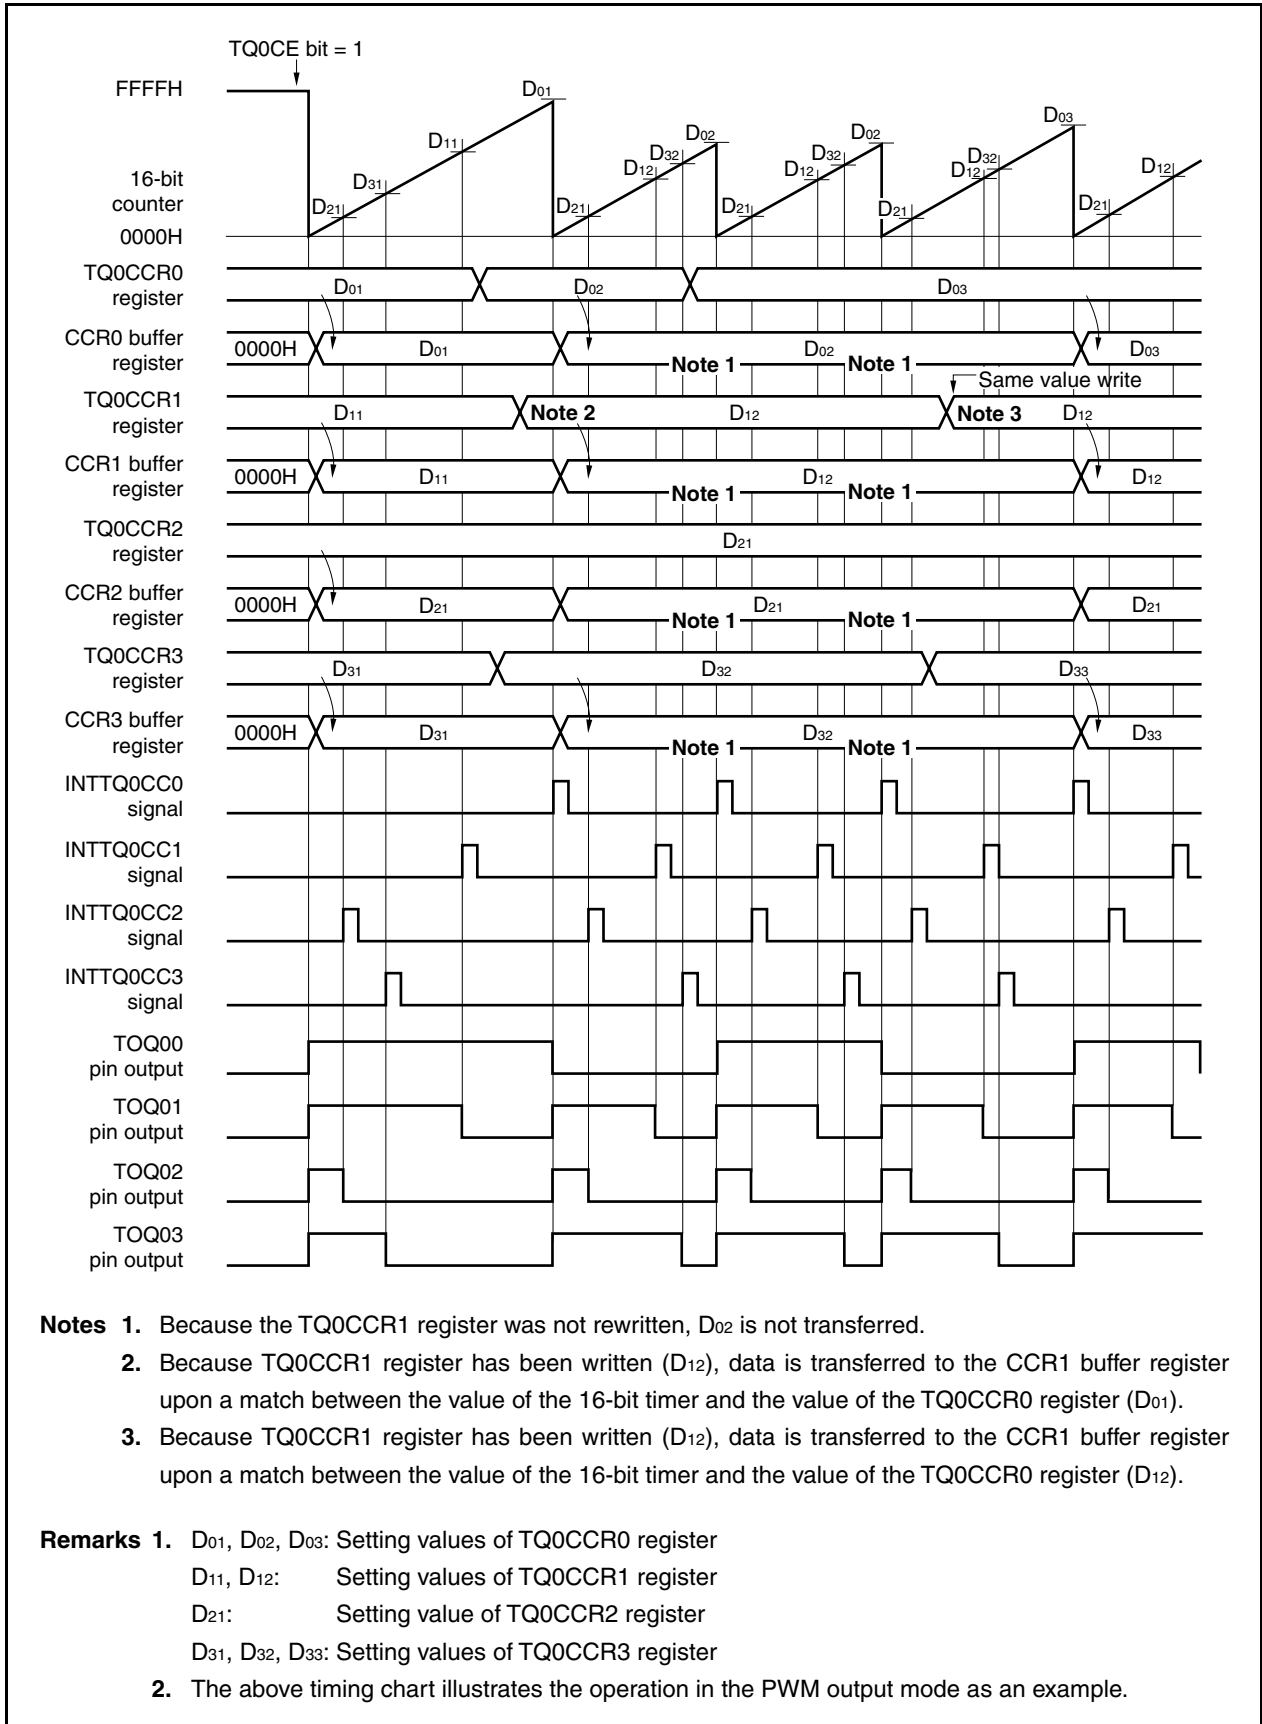 TQ0CE bit = 1
FFFFH
D01
D11
D31
D21
D02
D32
D12
D21
D02
D32
D12
D21
D03
D32
D12
D21
D12
D21
16-bit
counter
0000H
TQ0CCR0
register
D01
D02
D03
CCR0 buffer
register
0000H
D01
D02
D03
Note 1
Note 1
Same value write
TQ0CCR1
register
D11
Note 2
D12
Note 3
D12
CCR1 buffer
register
0000H
D11
D12
D12
Note 1
Note 1
TQ0CCR2
register
D21
CCR2 buffer
register
0000H
D21
D21
D21
Note 1
Note 1
TQ0CCR3
register
D31
D32
D33
CCR3 buffer
register
0000H
D31
D32
D33
Note 1
Note 1
INTTQ0CC0
signal
INTTQ0CC1
signal
INTTQ0CC2
signal
INTTQ0CC3
signal
TOQ00
pin output
TOQ01
pin output
TOQ02
pin output
TOQ03
pin output
Notes 1. Because the TQ0CCR1 register was not rewritten, D02 is not transferred.
2. Because TQ0CCR1 register has been written (D12), data is transferred to the CCR1 buffer register
upon a match between the value of the 16-bit timer and the value of the TQ0CCR0 register (D01).
3. Because TQ0CCR1 register has been written (D12), data is transferred to the CCR1 buffer register
upon a match between the value of the 16-bit timer and the value of the TQ0CCR0 register (D12).
Remarks 1. D01, D02, D03: Setting values of TQ0CCR0 register
D11, D12: Setting values of TQ0CCR1 register
D21: Setting value of TQ0CCR2 register
D31, D32, D33: Setting values of TQ0CCR3 register
2. The above timing chart illustrates the operation in the PWM output mode as an example.